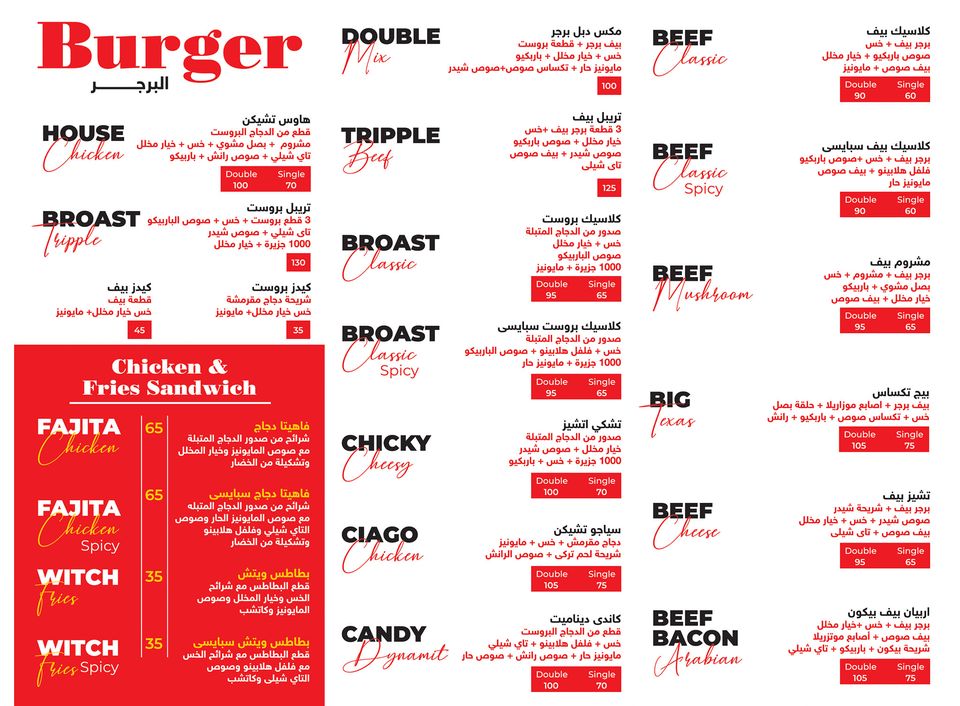 Burger
البرجر
HOUSE
Chicken
هاوس تشيكن
قطع من الدجاج البروست
مشروم + بصل مشوي + خس + خيار مخلل
تاي شيلي + صوص رانش + باربيكو
Double Single
100 70
BROAST
Tripple
تريبل بروست
3 قطع بروست + خس + صوص الباربيكو
تاى شيلي + صوص شيدر
1000 جزيرة + خيار مخلل
130
كيدز بيف
قطعة بيف
خس خيار مخلل+ مايونيز
45
كيدز بروست
شريحة دجاج مقرمشة
خس خيار مخلل+ مايونيز
35
Chicken &
Fries Sandwich
FAJITA
Chicken
65
فاهيتا دجاج
شرائح من صدور الدجاج المتبلة
مع صوص المايونيز وخيار المخلل
وتشكيلة من الخضار
FAJITA
Chicken
Spicy
65
فاهيتا دجاج سبايسى
شرائح من صدور الدجاج المتبله
مع صوص المايونيز الحار وصوص
التاي شيلي وفلفل هلابينو
وتشكيلة من الخضار
WITCH
Fries
35
بطاطس ويتش
قطع البطاطس مع شرائح
الخس وخيار المخلل وصوص
المايونيز وكاتشب
WITCH
Fries Spicy
35
بطاطس ويتش سبايسى
قطع البطاطس مع شرائح الخس
مع فلفل هلابينو وصوص
التاي شيلى وكاتشب
DOUBLE
Mix
مكس دبل برجر
بيف برجر + قطعة بروست
خس + خيار مخلل + باربكيو
مايونيز حار + تكساس صوص+صوص شيدر
100
TRIPPLE
Beef
تريبل بيف
3 قطعة برجر بيف +خس
خيار مخلل + صوص باربكيو
صوص شيدر + بيف صوص
تاى شيلى
125
BROAST
Classic
كلاسيك بروست
صدور من الدجاج المتبلة
خس + خيار مخلل
صوص الباربيكو
1000 جزيرة + مايونيز
Double Single
95 65
BROAST
Classic
Spicy
كلاسيك بروست سبايسى
صدور من الدجاج المتبلة
خس + فلفل هلابينو + صوص الباربيكو
1000 جزيرة + مايونيز حار
Double Single
95 65
CHICKY
Cheesy
تشكي اتشيز
صدور من الدجاج المتبلة
خيار مخلل + صوص شيدر
1000 جزيرة + خس + باربكيو
Double Single
100 70
CIAGO
Chicken
سياجو تشيكن
دجاج مقرمش + خس + مايونيز
شريحة لحم تركى + صوص الرانش
Double Single
105 75
CANDY
Dynamit
كاندى ديناميت
قطع من الدجاج البروست
خس + فلفل هلابينو + تاي شيلي
مايونيز حار + صوص رانش + صوص حار
Double Single
100 70
BEEF
Classic
كلاسيك بيف
برجر بيف + خس
صوص باربكيو + خيار مخلل
بيف صوص + مايونيز
Double Single
90 60
BEEF
Classic
Spicy
كلاسيك بيف سبايسى
برجر بيف + خس +صوص باربكيو
فلفل هلابينو + بيف صوص
مايونيز حار
Double Single
90 60
BEEF
Mushroom
مشروم بيف
برجر بيف + مشروم + خس
بصل مشوي + باربكيو
خيار مخلل + بيف صوص
Double Single
95 65
BIG
Texas
بيج تكساس
بيف برجر + اصابع موزاريلا + حلقة بصل
خس + تكساس صوص + باربكيو + رانش
Double Single
105 75
BEEF
Cheese
تشيز بيف
برجر بيف + شريحة شيدر
صوص شيدر + خس + خيار مخلل
بيف صوص + تاى شيلى
Double Single
95 65
BEEF
BACON
Arabian
اربيان بيف بيكون
برجر بيف + خس +خيار مخلل
بيف صوص + أصابع موتزريلا
شريحة بيكون + باربكيو + تاي شيلي
Double Single
105 75